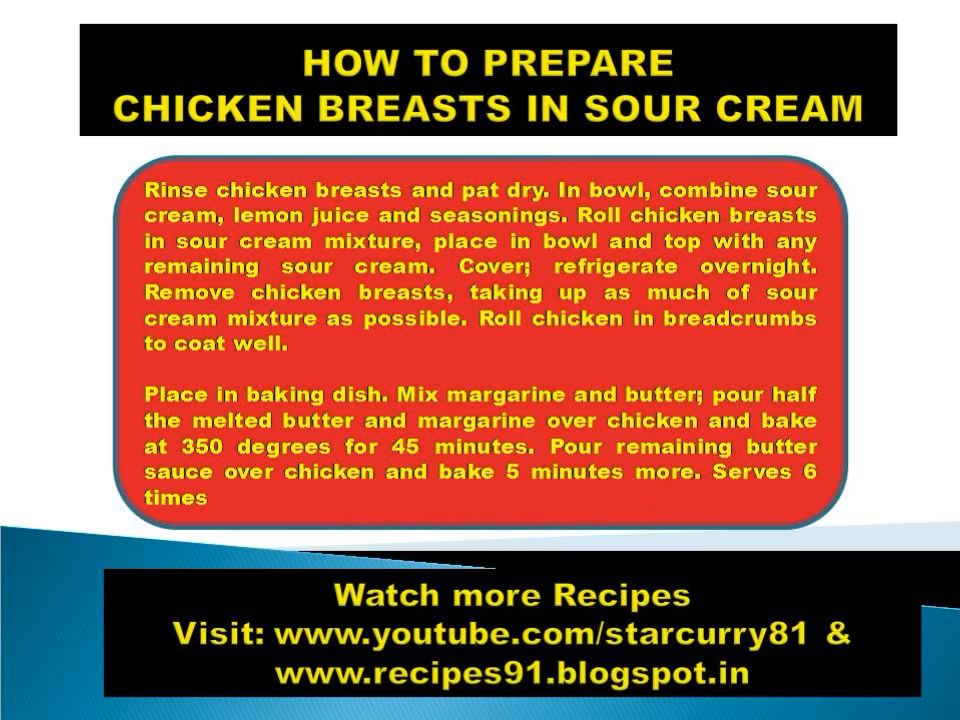 HOW TO PREPARE
CHICKEN BREASTS IN SOUR CREAM
Rinse chicken breasts and pat dry. In bowl, combine sour
cream, lemon juice and seasonings. Roll chicken breasts
in sour cream mixture, place in bowl and top with any
remaining sour cream. Cover; refrigerate overnight.
Remove chicken breasts, taking up as much of sour
cream mixture as possible. Roll chicken in breadcrumbs
to coat well.
Place in baking dish. Mix margarine and butter; pour half
the melted butter and margarine over chicken and bake
at 350 degrees for 45 minutes. Pour remaining butter
sauce over chicken and bake 5 minutes more. Serves 6
times
Watch more Recipes
Visit: www.youtube.com/starcurry81 &
www.recipes91.blogspot.in